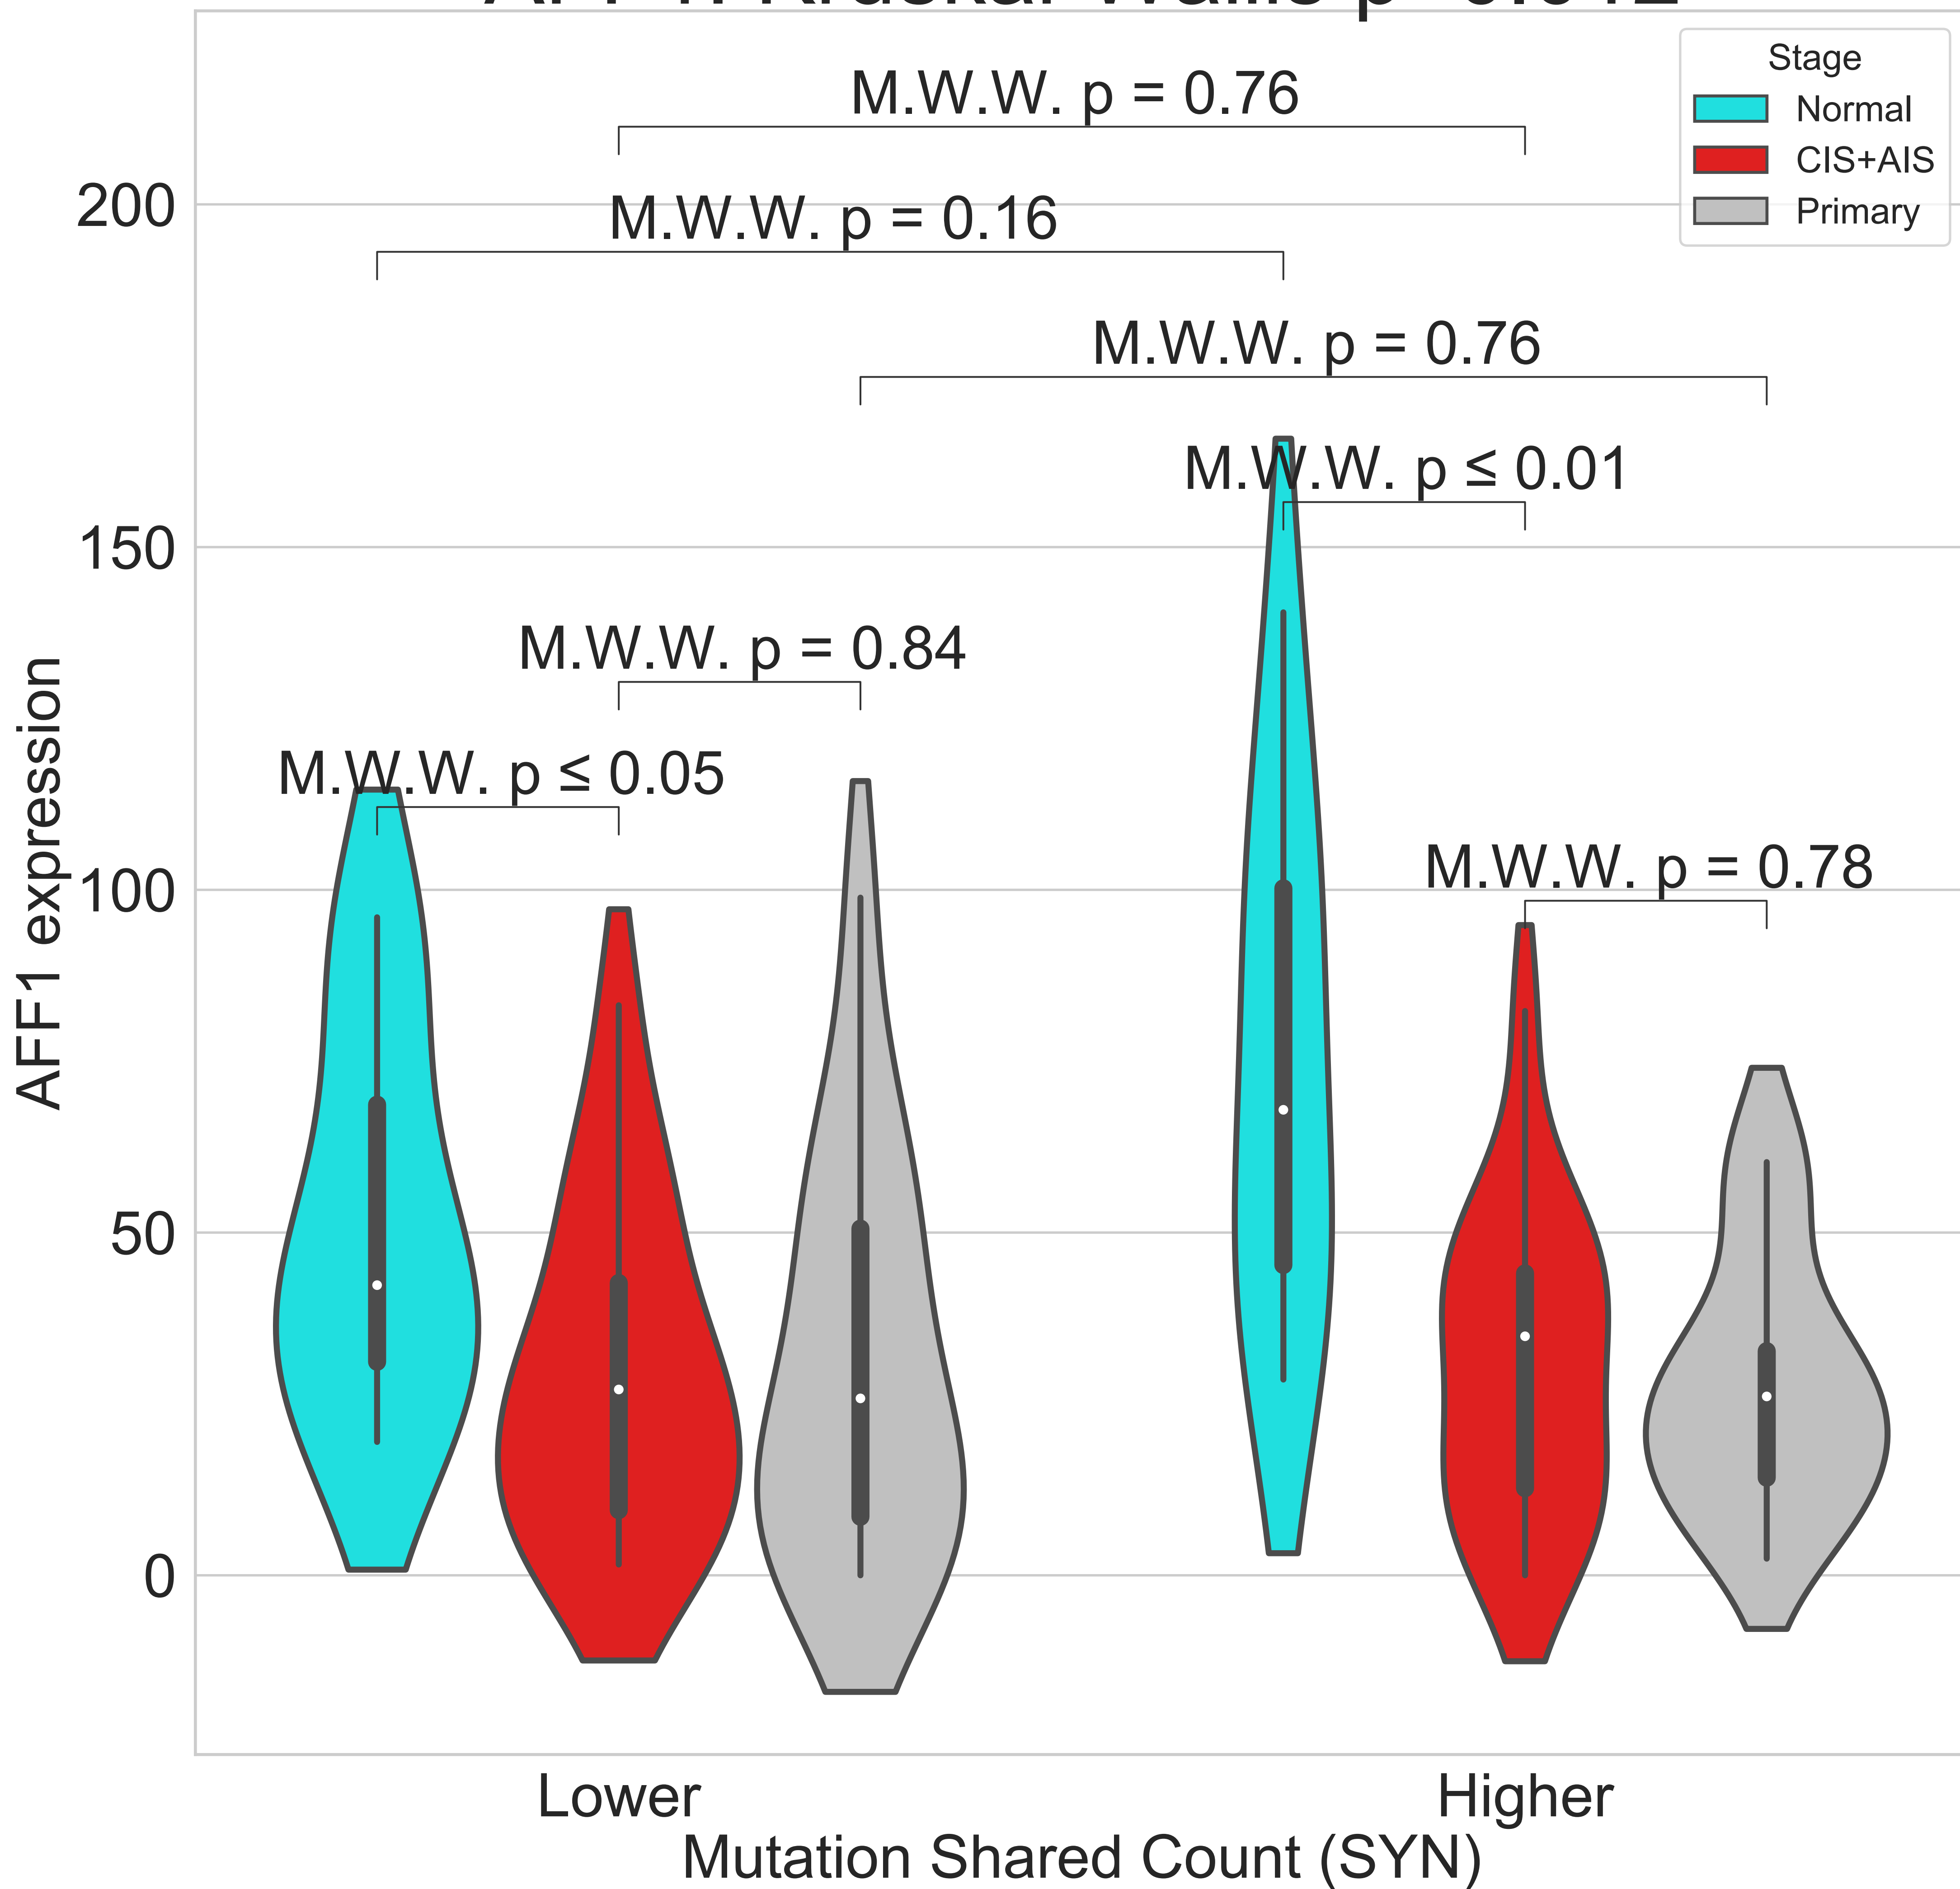 Stage
Normal
CIS+AIS
Primary
M.W.W. p = 0.76
M.W.W. p = 0.16
M.W.W. p = 0.76
M.W.W. p ≤ 0.01
M.W.W. p = 0.84
M.W.W. p ≤ 0.05
M.W.W. p = 0.78
AFF1 expression
200
150
100
50
0
Lower
Higher
Mutation Shared Count (SYN)